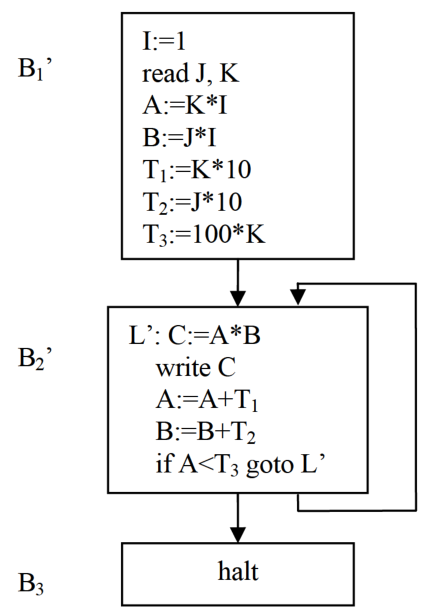 B₁’
I:=1
read J, K
A:=K*I
B:=J*I
T₁:=K*10
T₂:=J*10
T₃:=100*K
B₂’
L’: C:=A*B
write C
A:=A+T₁
B:=B+T₂
if A<T₃ goto L’
B₃
halt